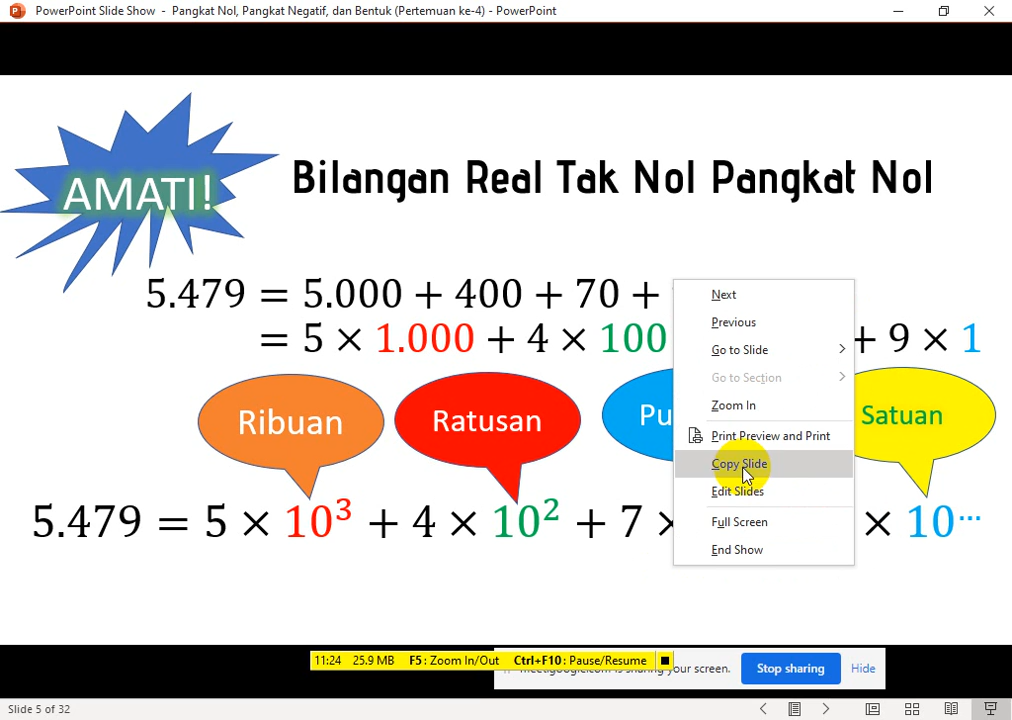 PowerPoint Slide Show - Pangkat Nol, Pangkat Negatif, dan Bentuk (Pertemuan ke-4) - PowerPoint
AMATI!
Bilangan Real Tak Nol Pangkat Nol
5.479 = 5.000 + 400 + 70 +
= 5 × 1.000 + 4 × 100 + 9 × 1
Ribuan
Ratusan
Pu
Satuan
5.479 = 5 × 10³ + 4 × 10² + 7 × × 10···
Next
Previous
Go to Slide
Go to Section
Zoom In
Print Preview and Print
Copy Slide
Edit Slides
Full Screen
End Show
11:24 25.9 MB F5 : Zoom In/Out Ctrl+F10 : Pause/Resume
meet.google.com is sharing your screen.
Stop sharing
Hide
Slide 5 of 32